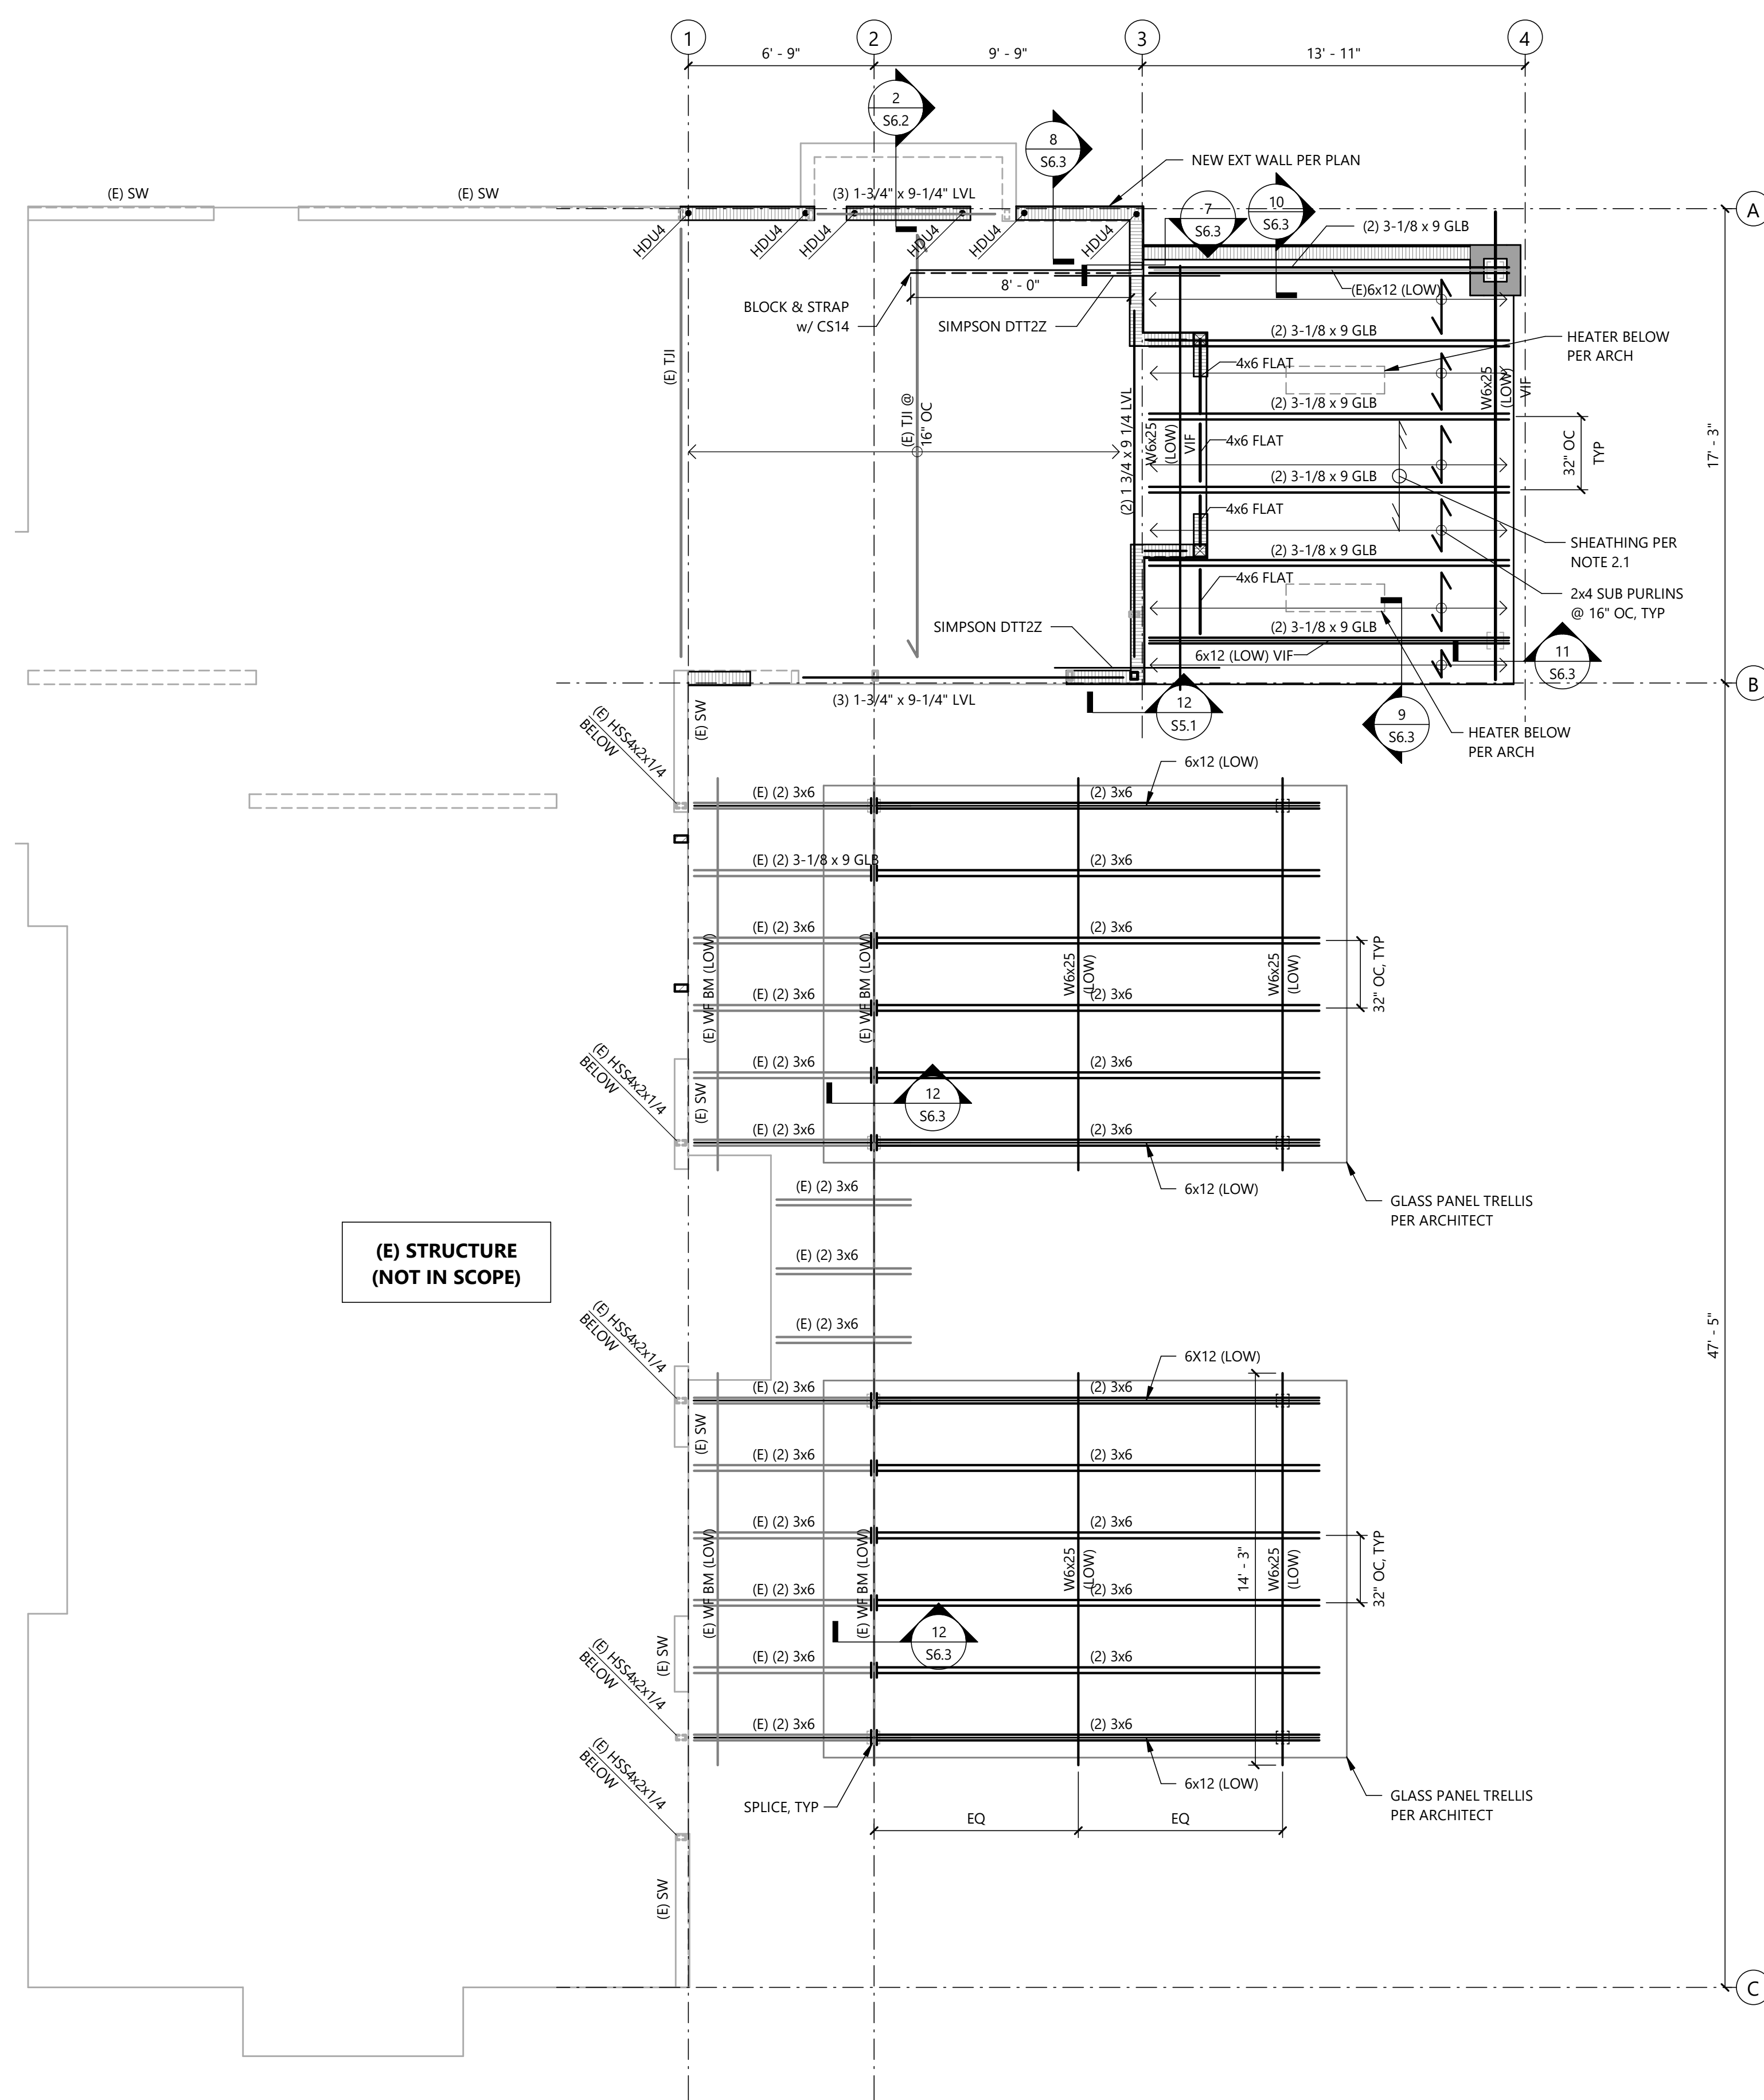 1
2
3
4
6' - 9"
9' - 9"
13' - 11"
2
S6.2
8
S6.3
NEW EXT WALL PER PLAN
(E) SW
(E) SW
(3) 1-3/4" x 9-1/4" LVL
7
S6.3
10
S6.3
A
HDU4
HDU4
HDU4
HDU4
HDU4
HDU4
(2) 3-1/8 x 9 GLB
8' - 0"
(E)6x12 (LOW)
BLOCK & STRAP
w/ CS14
SIMPSON DTT2Z
(2) 3-1/8 x 9 GLB
HEATER BELOW
PER ARCH
(E) TJI
4x6 FLAT
W6x25
(LOW)
VIF
(2) 3-1/8 x 9 GLB
(E) TJI @
16" OC
(2) 1 3/4 x 9 1/4 LVL
W6x25
(LOW)
VIF
4x6 FLAT
32" OC
TYP
17' - 3"
(2) 3-1/8 x 9 GLB
4x6 FLAT
SHEATHING PER
NOTE 2.1
(2) 3-1/8 x 9 GLB
4x6 FLAT
2x4 SUB PURLINS
@ 16" OC, TYP
SIMPSON DTT2Z
(2) 3-1/8 x 9 GLB
6x12 (LOW) VIF
11
S6.3
B
(3) 1-3/4" x 9-1/4" LVL
12
S5.1
9
S6.3
HEATER BELOW
PER ARCH
(E) SW
(E) HSS4x2x1/4
BELOW
6x12 (LOW)
(E) (2) 3x6
(2) 3x6
(E) (2) 3-1/8 x 9 GLB
(2) 3x6
(E) (2) 3x6
(2) 3x6
(E) WF BM (LOW)
(E) WF BM (LOW)
W6x25
(LOW)
W6x25
(LOW)
32" OC, TYP
(E) (2) 3x6
(2) 3x6
(E) HSS4x2x1/4
BELOW
(E) SW
(E) (2) 3x6
(2) 3x6
12
S6.3
(E) (2) 3x6
(2) 3x6
6x12 (LOW)
GLASS PANEL TRELLIS
PER ARCHITECT
(E) (2) 3x6
(E) (2) 3x6
(E) (2) 3x6
(E) STRUCTURE
(NOT IN SCOPE)
47' - 5"
(E) HSS4x2x1/4
BELOW
6X12 (LOW)
(E) (2) 3x6
(2) 3x6
(E) SW
(E) (2) 3x6
(2) 3x6
(E) (2) 3x6
(2) 3x6
(E) WF BM (LOW)
(E) WF BM (LOW)
W6x25
(LOW)
14' - 3"
W6x25
(LOW)
32" OC, TYP
(E) (2) 3x6
(2) 3x6
12
S6.3
(E) SW
(E) HSS4x2x1/4
BELOW
(E) (2) 3x6
(2) 3x6
(E) (2) 3x6
(2) 3x6
(E) HSS4x2x1/4
BELOW
6x12 (LOW)
SPLICE, TYP
GLASS PANEL TRELLIS
PER ARCHITECT
EQ
EQ
(E) SW
C